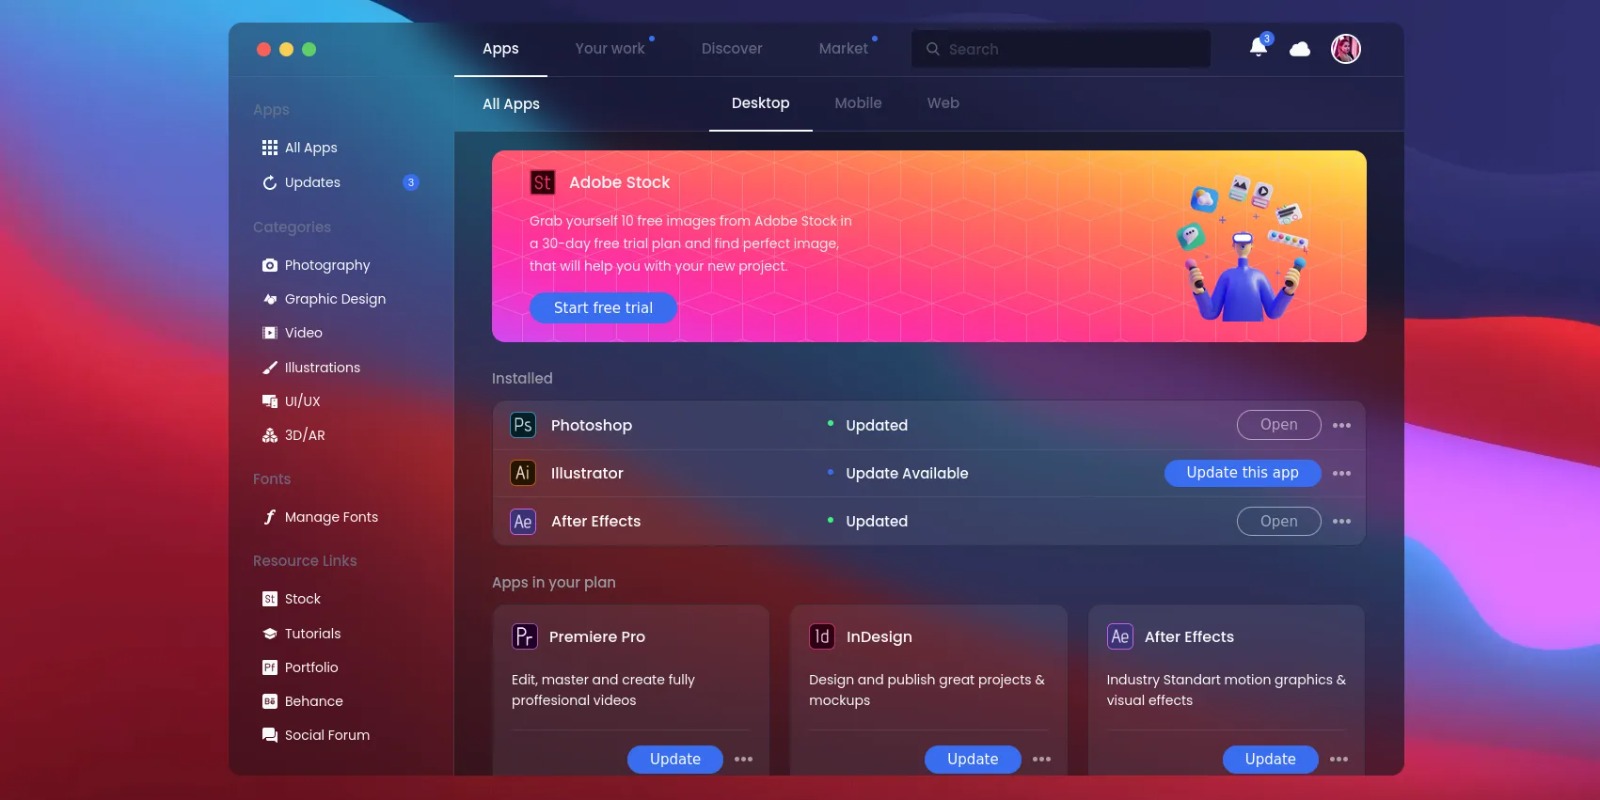 Apps
Your work
Discover
Market
Search
3
Apps
All Apps
Updates
3
Categories
Photography
Graphic Design
Video
Illustrations
UI/UX
3D/AR
Fonts
Manage Fonts
Resource Links
St Stock
Tutorials
Pf Portfolio
Bē Behance
Social Forum
All Apps
Desktop
Mobile
Web
St Adobe Stock
Grab yourself 10 free images from Adobe Stock in
a 30-day free trial plan and find perfect image,
that will help you with your new project.
Start free trial
Installed
Ps Photoshop Updated Open
Ai Illustrator Update Available Update this app
Ae After Effects Updated Open
Apps in your plan
Pr Premiere Pro
Edit, master and create fully
proffesional videos
Update
Id InDesign
Design and publish great projects &
mockups
Update
Ae After Effects
Industry Standart motion graphics &
visual effects
Update